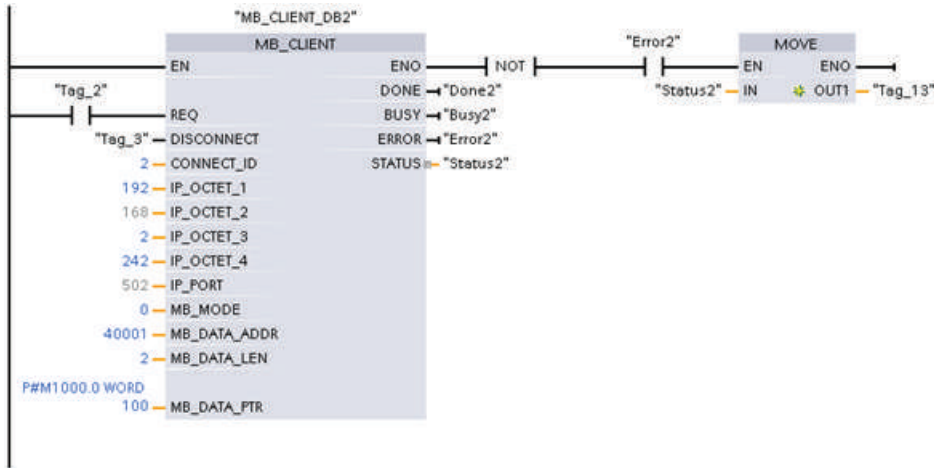 "MB_CLIENT_DB2"
MB_CLIENT "Error2" MOVE
EN ENO NOT EN ENO
"Tag_2" DONE "Done2" "Status2" IN OUT1 "Tag_13"
REQ BUSY "Busy2"
"Tag_3" DISCONNECT ERROR "Error2"
2 CONNECT_ID STATUS "Status2"
192 IP_OCTET_1
168 IP_OCTET_2
2 IP_OCTET_3
242 IP_OCTET_4
502 IP_PORT
0 MB_MODE
40001 MB_DATA_ADDR
2 MB_DATA_LEN
P#M1000.0 WORD
100 MB_DATA_PTR